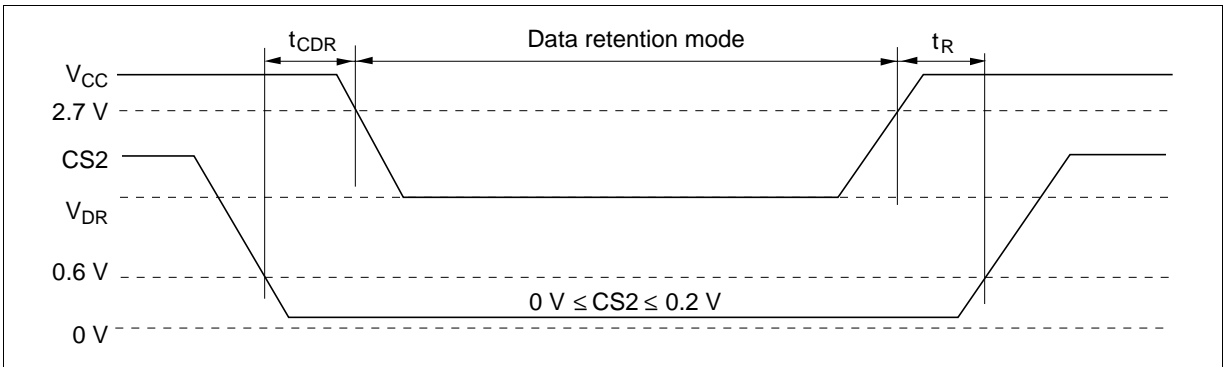 tCDR
Data retention mode
tR
VCC
2.7 V
CS2
VDR
0.6 V
0 V ≤ CS2 ≤ 0.2 V
0 V